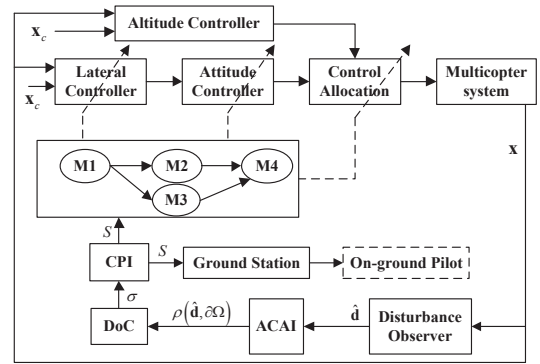 Altitude Controller
x_c
x_c
Lateral
Controller
Attitude
Controller
Control
Allocation
Multicopter
system
x
M1
M2
M4
M3
S
CPI
S
Ground Station
On-ground Pilot
σ
DoC
ρ(d̂, ∂Ω)
ACAI
d̂
Disturbance
Observer